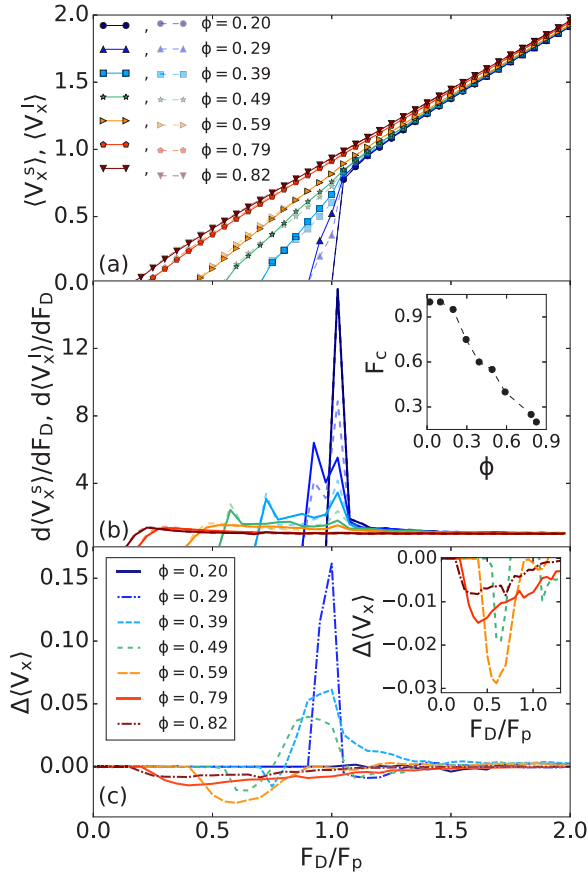 2.0
1.5
1.0
0.5
0.0
⟨V_x^s⟩, ⟨V_x^l⟩
, ϕ = 0.20
, ϕ = 0.29
, ϕ = 0.39
, ϕ = 0.49
, ϕ = 0.59
, ϕ = 0.79
, ϕ = 0.82
(a)
12
8
4
d⟨V_x^s⟩/dF_D, d⟨V_x^l⟩/dF_D
0.9
0.6
0.3
F_c
0.0 0.3 0.6 0.9
ϕ
(b)
0.15
0.10
0.05
0.00
Δ⟨V_x⟩
ϕ = 0.20
ϕ = 0.29
ϕ = 0.39
ϕ = 0.49
ϕ = 0.59
ϕ = 0.79
ϕ = 0.82
0.00
−0.01
−0.02
−0.03
Δ⟨V_x⟩
0.0 0.5 1.0
F_D/F_p
(c)
0.0 0.5 1.0 1.5 2.0
F_D/F_p